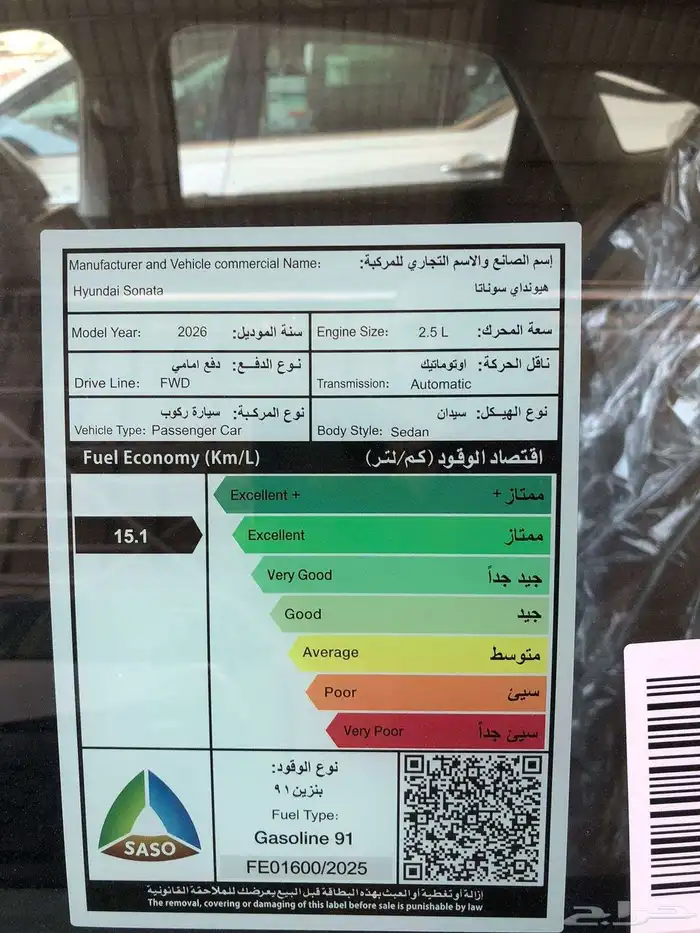 Manufacturer and Vehicle commercial Name: إسم الصانع والاسم التجاري للمركبة:
Hyundai Sonata هيونداي سوناتا
Model Year: 2026 سنة الموديل: Engine Size: 2.5 L سعة المحرك:
نوع الدفع: دفع امامي ناقل الحركة: اوتوماتيك
Drive Line: FWD Transmission: Automatic
نوع المركبة: سيارة ركوب نوع الهيكل: سيدان
Vehicle Type: Passenger Car Body Style: Sedan
Fuel Economy (Km/L) اقتصاد الوقود (كم/لتر)
Excellent + ممتاز +
15.1 Excellent ممتاز
Very Good جيد جداً
Good جيد
Average متوسط
Poor سيئ
Very Poor سيئ جداً
نوع الوقود:
بنزين ٩١
Fuel Type:
Gasoline 91
SASO
FE01600/2025
إزالة أو تغطية أو العبث بهذه البطاقة قبل البيع يعرضك للملاحقة القانونية
The removal, covering or damaging of this label before sale is punishable by law
حراج